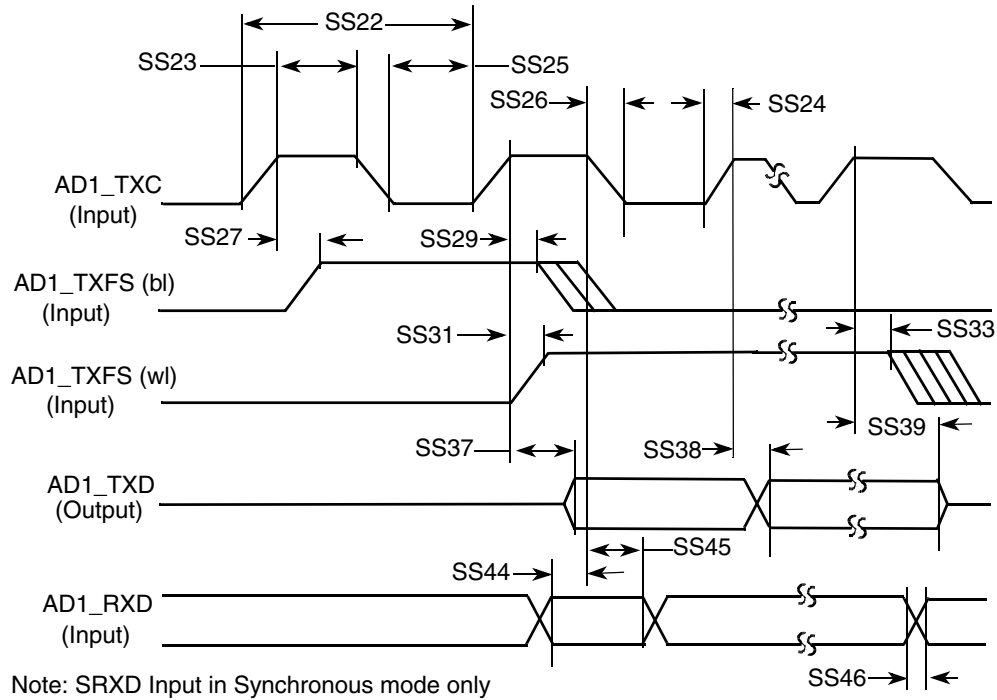 SS22
SS23
SS25
SS26
SS24
AD1_TXC
(Input)
SS27
SS29
AD1_TXFS (bl)
(Input)
SS31
SS33
AD1_TXFS (wl)
(Input)
SS39
SS37
SS38
AD1_TXD
(Output)
SS45
SS44
AD1_RXD
(Input)
SS46
Note: SRXD Input in Synchronous mode only